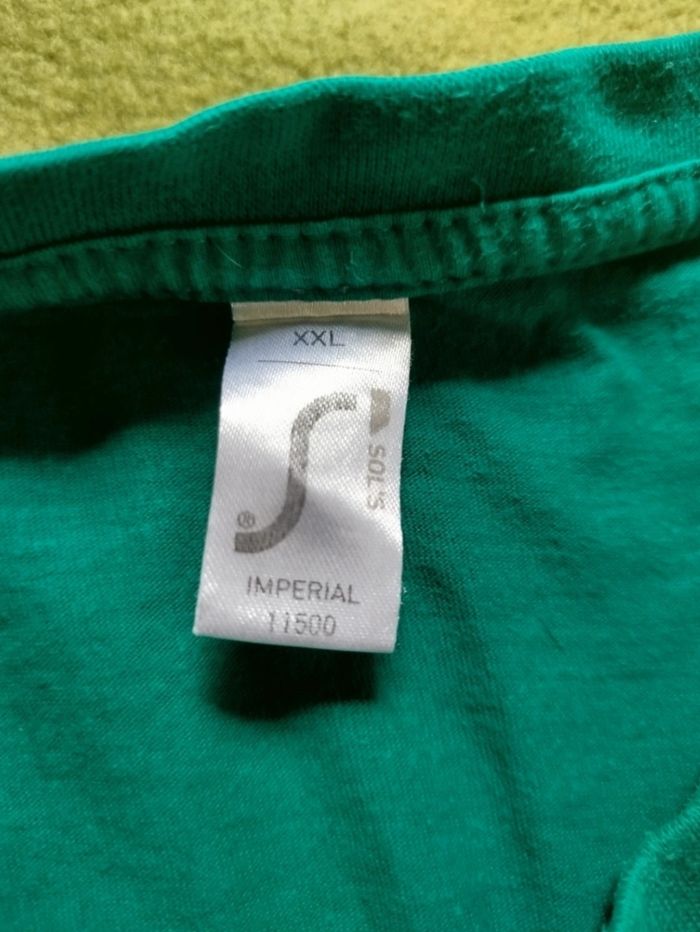 XXL
SOL'S
®
IMPERIAL
11500